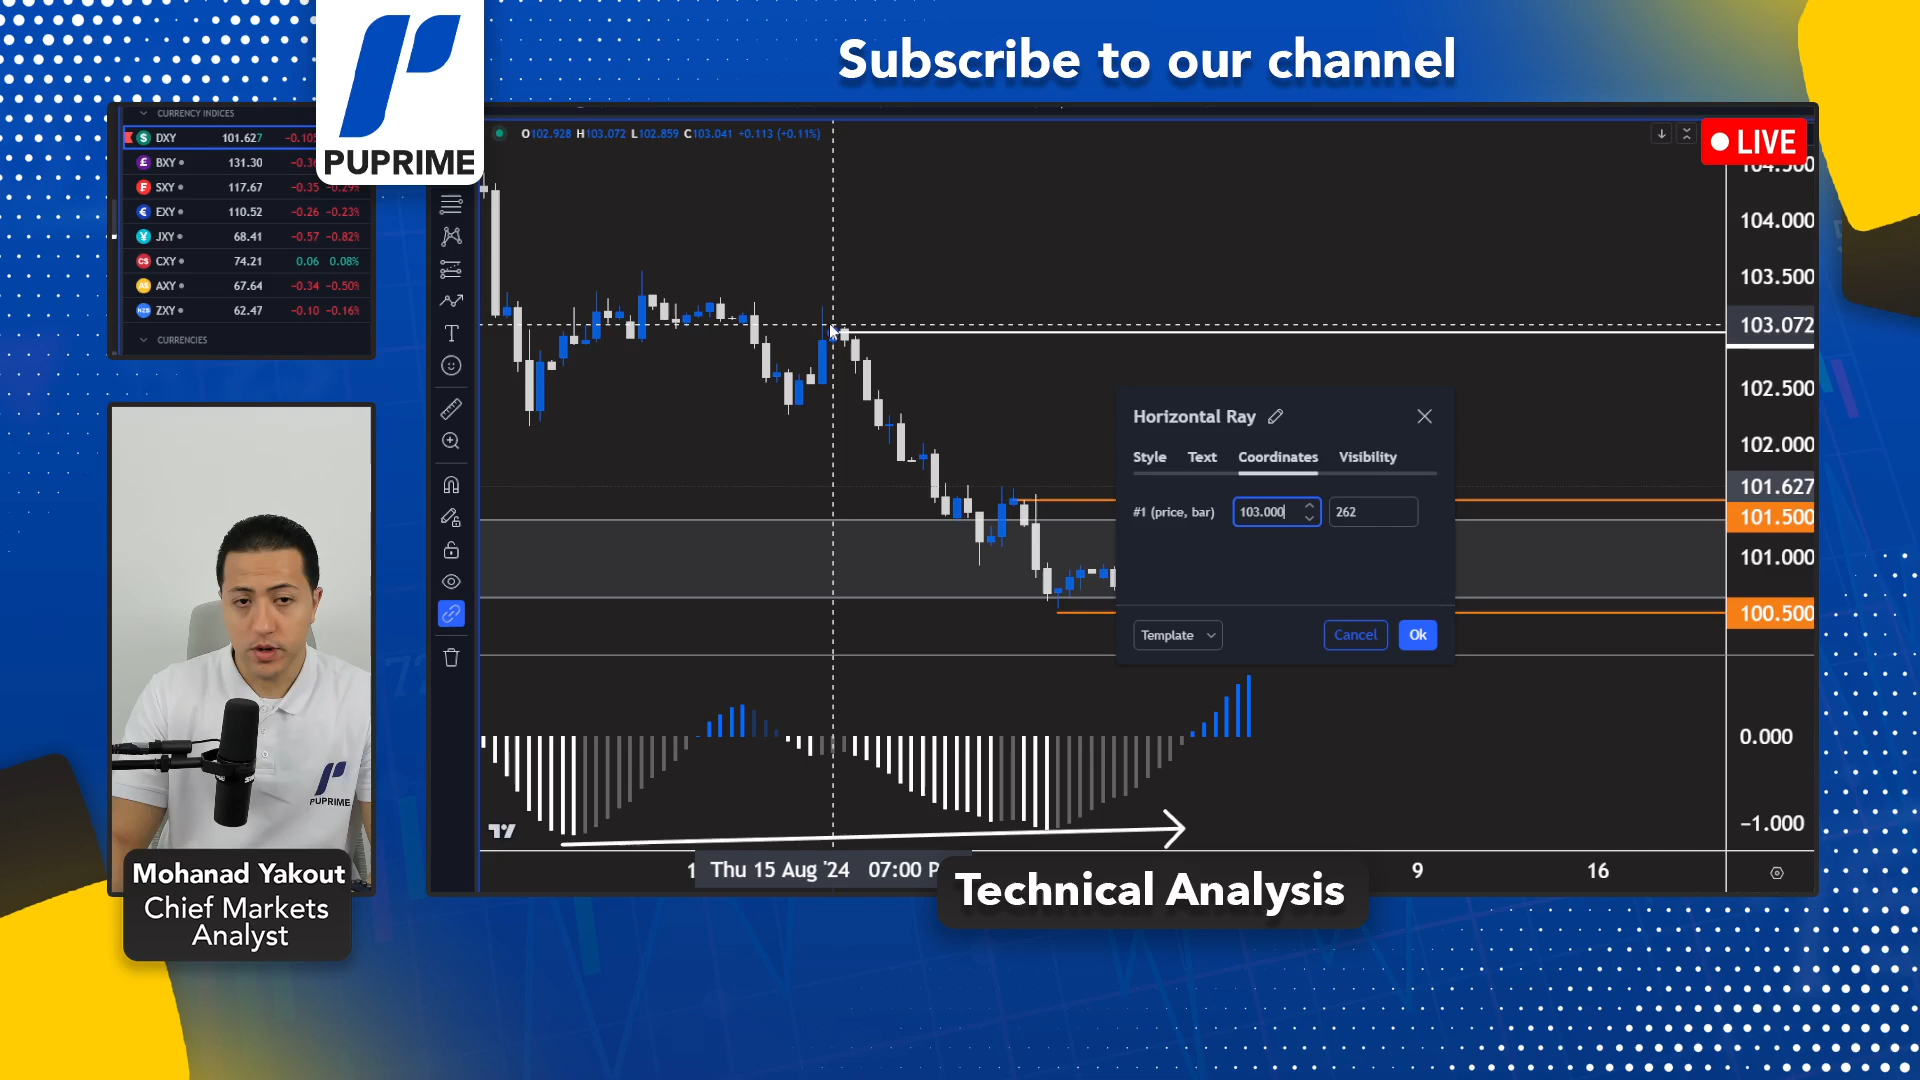 Subscribe to our channel
PUPRIME
LIVE
CURRENCY INDICES
DXY 101.627
BXY 131.30
SXY 117.67 -0.35 -0.29%
EXY 110.52 -0.26 -0.23%
JXY 68.41 -0.57 -0.82%
CXY 74.21 0.06 0.08%
AXY 67.64 -0.34 -0.50%
ZXY 62.47 -0.10 -0.16%
CURRENCIES
O102.928 H103.072 L102.859 C103.041 +0.113 (+0.11%)
104.000
103.500
103.072
102.500
102.000
101.627
101.500
101.000
100.500
0.000
-1.000
Horizontal Ray
Style Text Coordinates Visibility
#1 (price, bar) 103.000 262
Template Cancel Ok
Thu 15 Aug '24 07:00 P
9
16
PUPRIME
Mohanad Yakout
Chief Markets
Analyst
Technical Analysis